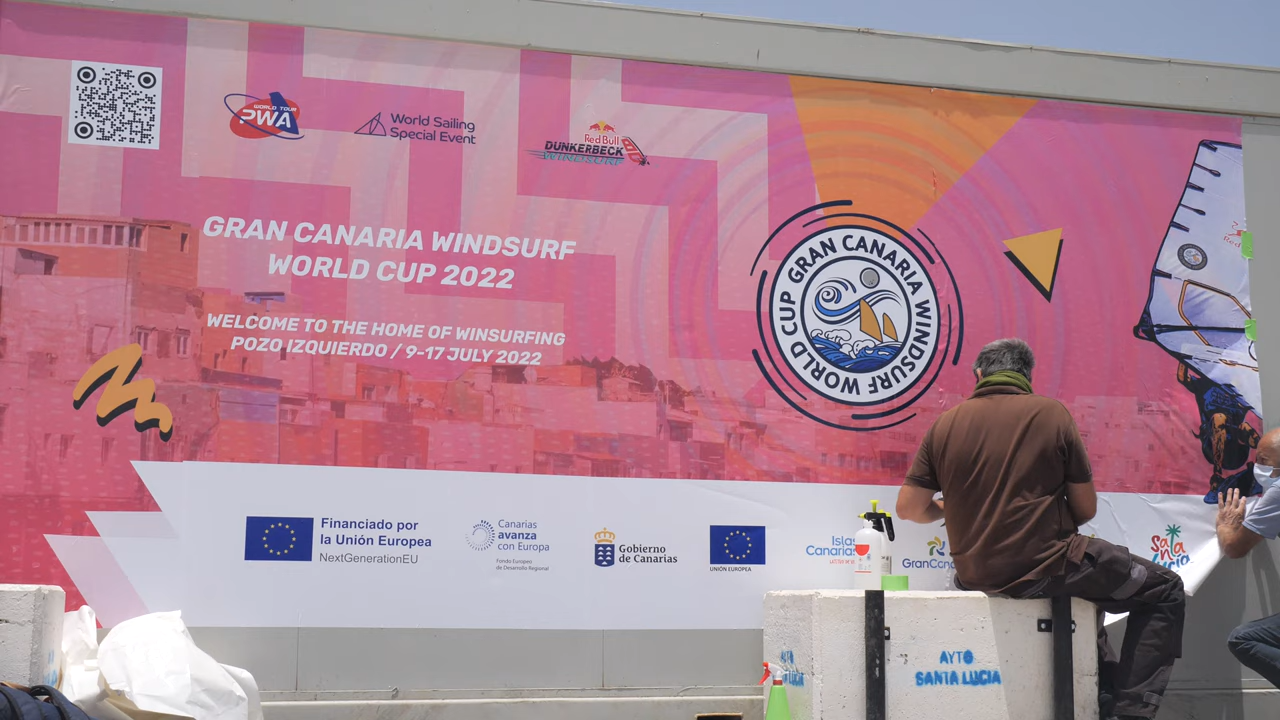 WORLD TOUR
PWA
World Sailing
Special Event
Red Bull
DUNKERBECK
WINDSURF
GRAN CANARIA WINDSURF
WORLD CUP 2022
WELCOME TO THE HOME OF WINSURFING
POZO IZQUIERDO / 9-17 JULY 2022
GRAN CANARIA WINDSURF WORLD CUP
Financiado por
la Unión Europea
NextGenerationEU
Canarias
avanza
con Europa
Fondo Europeo
de Desarrollo Regional
Gobierno
de Canarias
UNIÓN EUROPEA
Islas
Canarias
GranCana
Santa
Lucía
AYTO
SANTA LUCIA